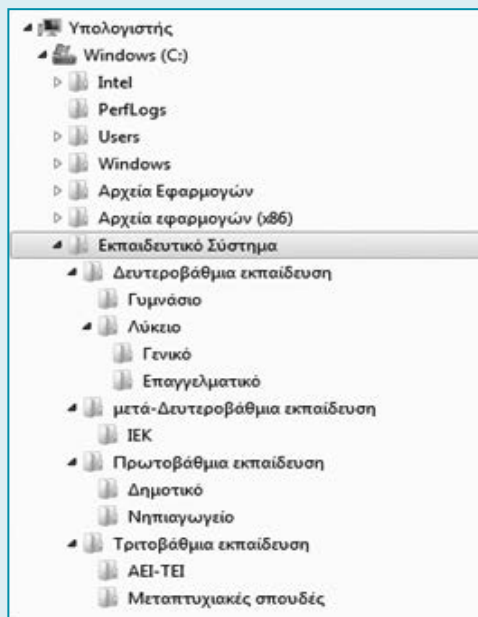 Υπολογιστής
Windows (C:)
Intel
PerfLogs
Users
Windows
Αρχεία Εφαρμογών
Αρχεία εφαρμογών (x86)
Εκπαιδευτικό Σύστημα
Δευτεροβάθμια εκπαίδευση
Γυμνάσιο
Λύκειο
Γενικό
Επαγγελματικό
μετά-Δευτεροβάθμια εκπαίδευση
ΙΕΚ
Πρωτοβάθμια εκπαίδευση
Δημοτικό
Νηπιαγωγείο
Τριτοβάθμια εκπαίδευση
ΑΕΙ-ΤΕΙ
Μεταπτυχιακές σπουδές